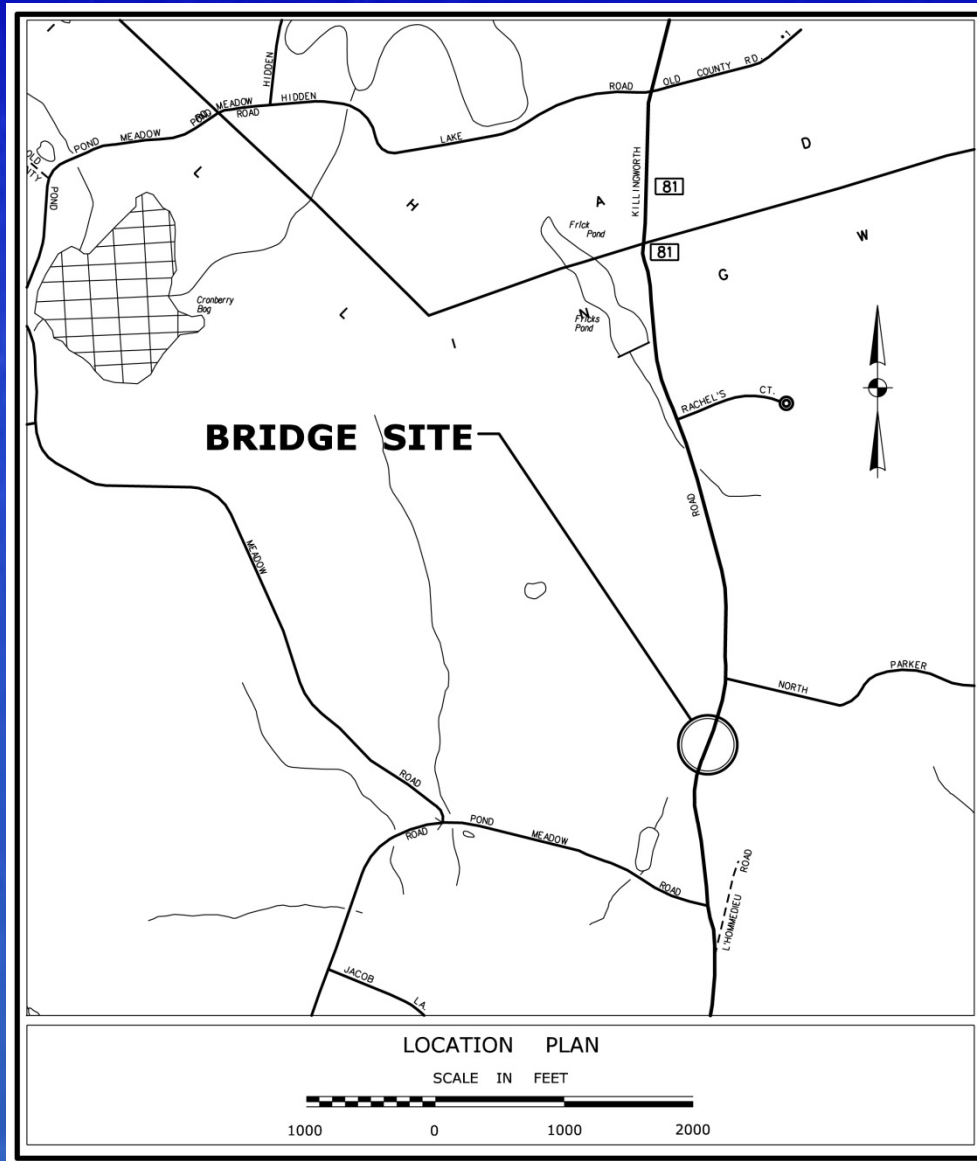 HIDDEN
ROAD
OLD COUNTY RD.
1
POND MEADOW
POND MEADOW
ROAD
HIDDEN
LAKE
POND
KILLINGWORTH
81
81
L
L
I
N
G
W
H
A
D
Frick
Pond
Fricks
Pond
Cranberry
Bog
RACHEL'S CT.
BRIDGE SITE
ROAD
MEADOW
NORTH
PARKER
ROAD
ROAD
POND
MEADOW
ROAD
L'HOMMEDIEU
ROAD
JACOB
LA.
LOCATION PLAN
SCALE IN FEET
1000 0 1000 2000